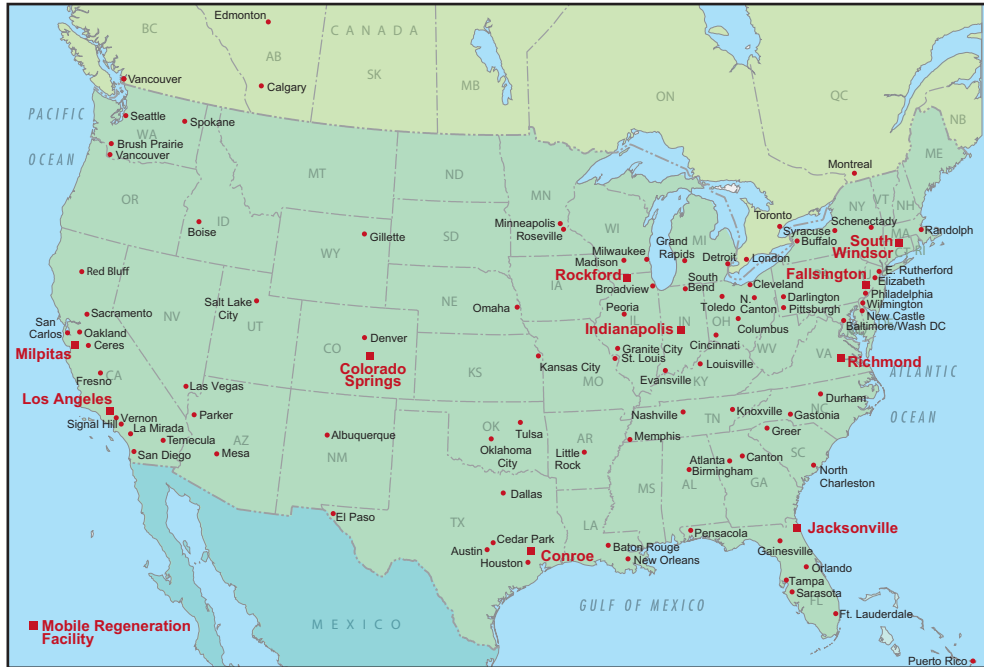 Edmonton
BC
CANADA
AB
SK
MB
ON
QC
NB
Vancouver
Calgary
PACIFIC
OCEAN
Seattle
Spokane
WA
Brush Prairie
Vancouver
MT
ND
MN
ME
Montreal
OR
ID
Boise
WY
Gillette
SD
Minneapolis
Roseville
WI
Milwaukee
Madison
Grand
Rapids
MI
Detroit
Toronto
London
NY
VT
NH
Schenectady
Syracuse
Buffalo
MA
Randolph
South
Windsor
CT
RI
Rockford
Broadview
South
Bend
Cleveland
Fallsington
E. Rutherford
Elizabeth
Philadelphia
Wilmington
New Castle
Baltimore/Wash DC
Red Bluff
Salt Lake
City
NE
IA
Omaha
Peoria
IL
Toledo
N.
Canton
Darlington
Pittsburgh
Sacramento
NV
UT
San
Carlos
Oakland
Ceres
Milpitas
CO
Denver
Colorado
Springs
KS
Kansas City
MO
Indianapolis
IN
OH
Columbus
Cincinnati
Granite City
St. Louis
Louisville
Evansville
KY
WV
VA
Richmond
ATLANTIC
OCEAN
Fresno
CA
Los Angeles
Las Vegas
Vernon
Signal Hill
La Mirada
Temecula
San Diego
Parker
AZ
Mesa
Albuquerque
NM
OK
Tulsa
Oklahoma
City
AR
Little
Rock
Nashville
Memphis
TN
Knoxville
NC
Durham
Gastonia
Greer
SC
North
Charleston
Atlanta
Canton
Birmingham
MS
AL
GA
El Paso
TX
Dallas
LA
Cedar Park
Austin
Houston
Conroe
Baton Rouge
New Orleans
Pensacola
Jacksonville
Gainesville
Orlando
Tampa
Sarasota
FL
Ft. Lauderdale
MEXICO
GULF OF MEXICO
Puerto Rico
Mobile Regeneration
Facility